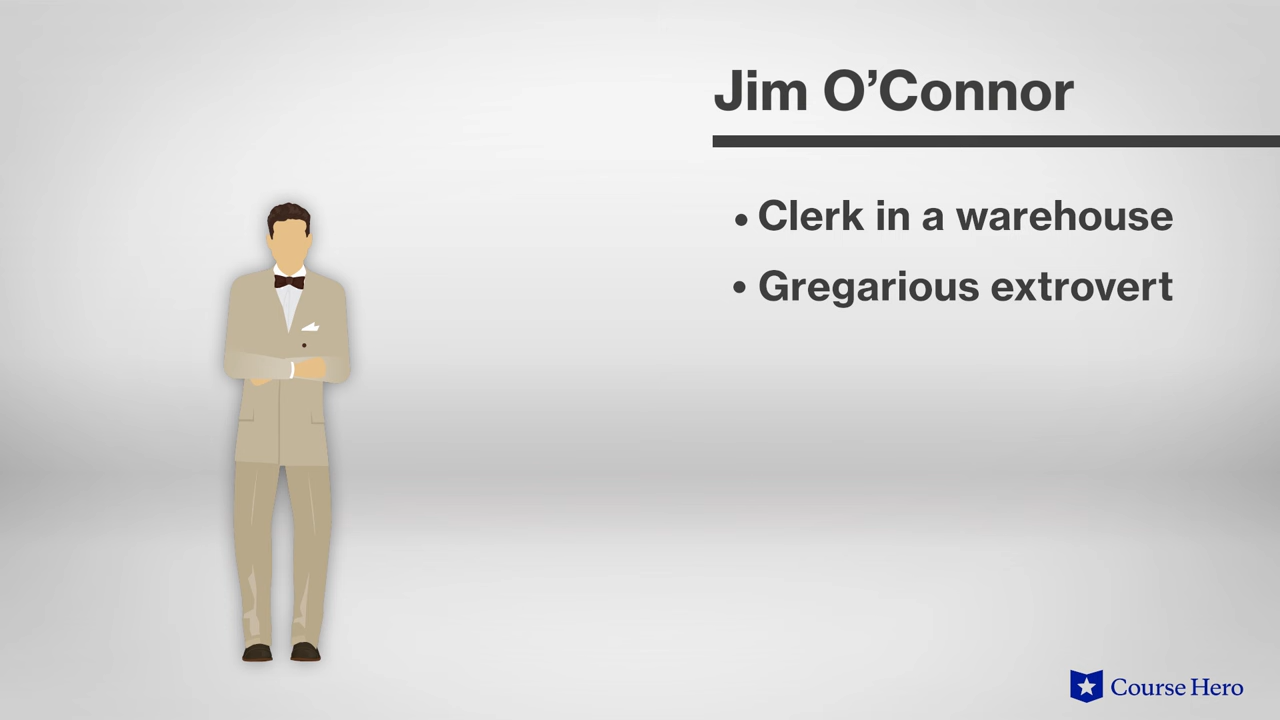 Jim O’Connor
• Clerk in a warehouse
• Gregarious extrovert
Course Hero